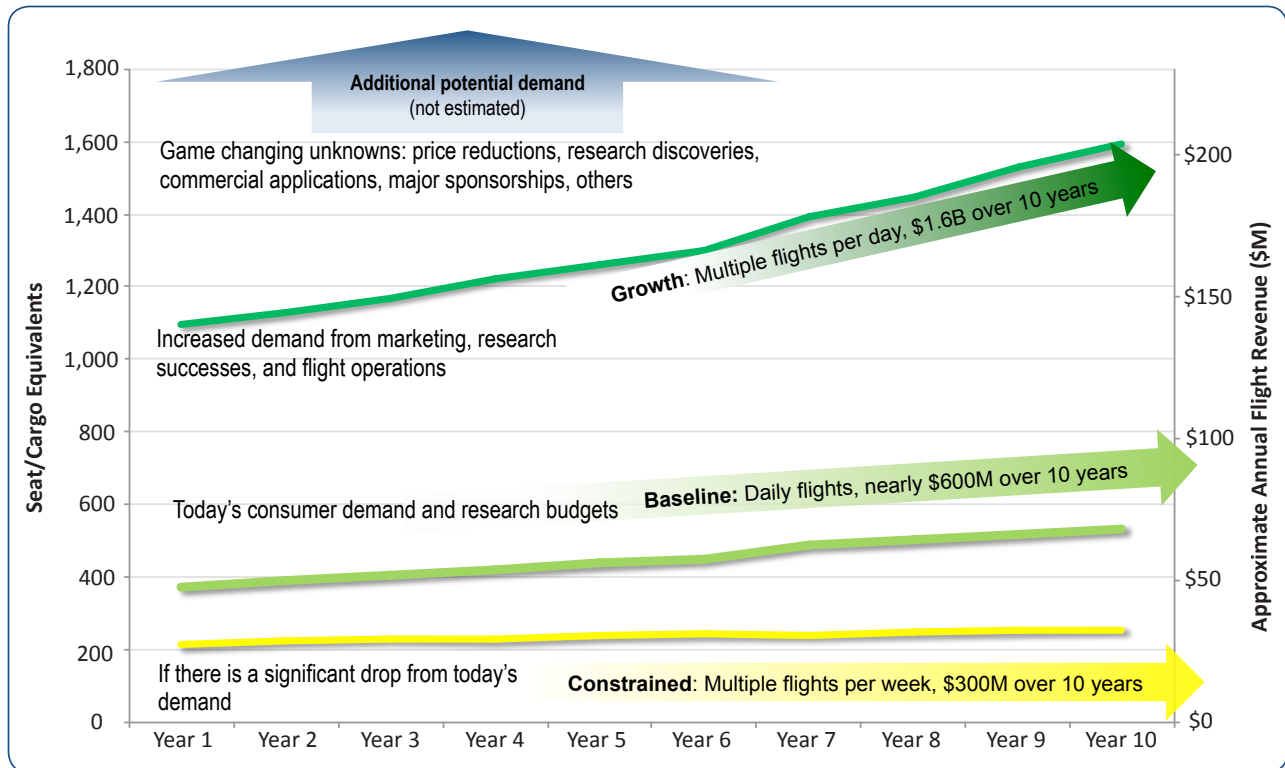 Additional potential demand
(not estimated)
Game changing unknowns: price reductions, research discoveries,
commercial applications, major sponsorships, others
Growth: Multiple flights per day, $1.6B over 10 years
Increased demand from marketing, research
successes, and flight operations
Baseline: Daily flights, nearly $600M over 10 years
Today’s consumer demand and research budgets
If there is a significant drop from today’s
demand
Constrained: Multiple flights per week, $300M over 10 years
Seat/Cargo Equivalents
1,800
1,600
1,400
1,200
1,000
800
600
400
200
0
Approximate Annual Flight Revenue ($M)
$200
$150
$100
$50
$0
Year 1 Year 2 Year 3 Year 4 Year 5 Year 6 Year 7 Year 8 Year 9 Year 10